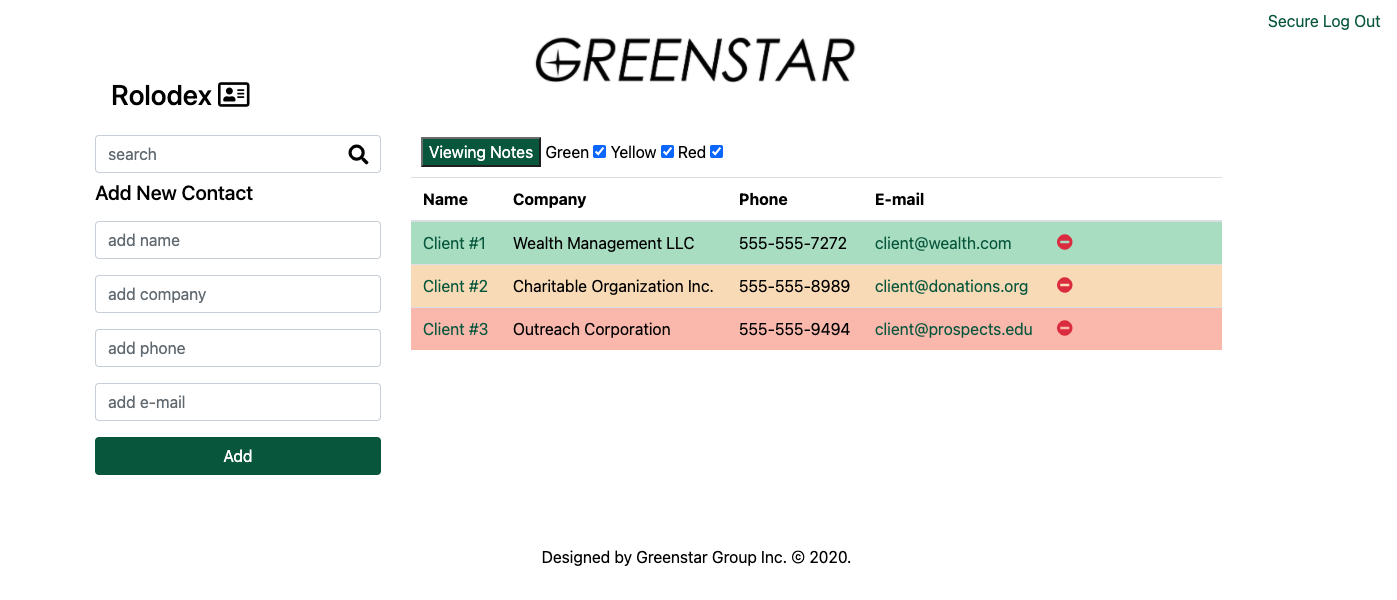 Secure Log Out
GREENSTAR
Rolodex
search
Add New Contact
add name
add company
add phone
add e-mail
Add
Viewing Notes Green Yellow Red
Name Company Phone E-mail
Client #1 Wealth Management LLC 555-555-7272 client@wealth.com
Client #2 Charitable Organization Inc. 555-555-8989 client@donations.org
Client #3 Outreach Corporation 555-555-9494 client@prospects.edu
Designed by Greenstar Group Inc. © 2020.